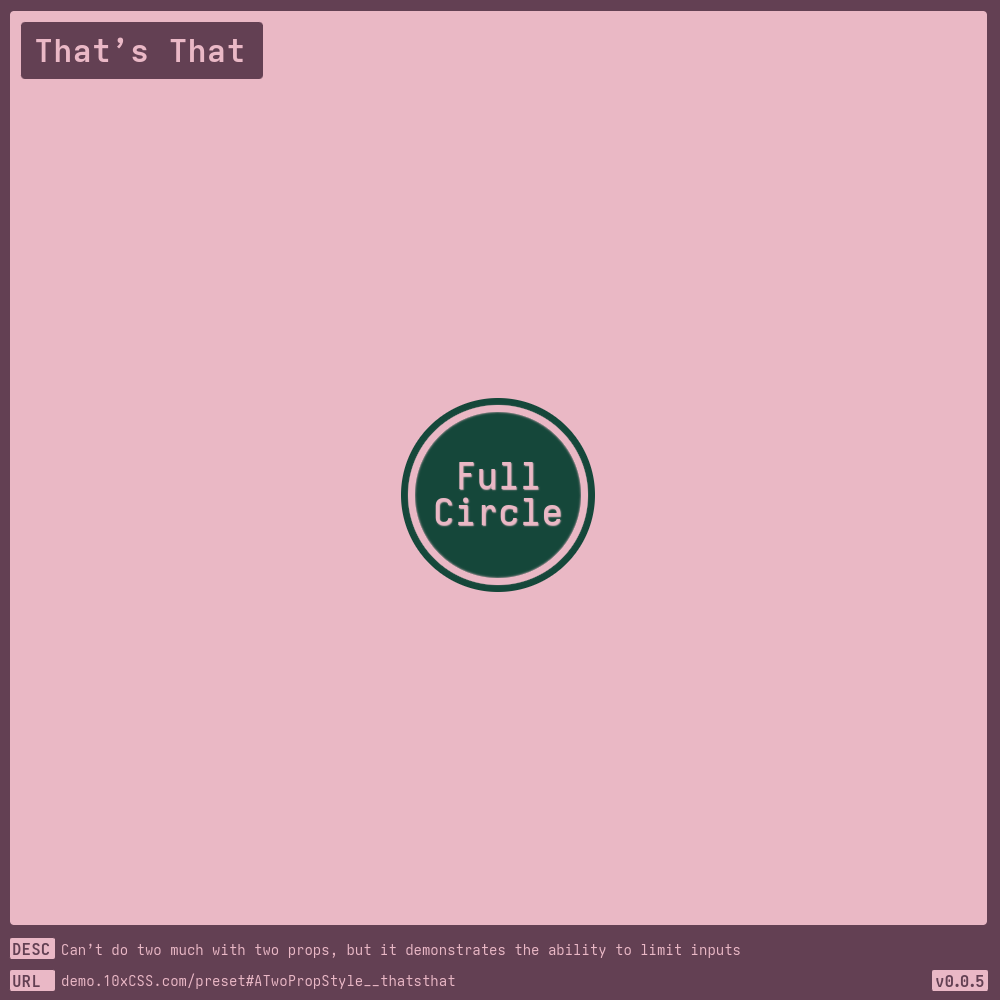 That’s That
Full
Circle
DESC Can’t do two much with two props, but it demonstrates the ability to limit inputs
URL demo.10xCSS.com/preset#ATwoPropStyle__thatsthat
v0.0.5